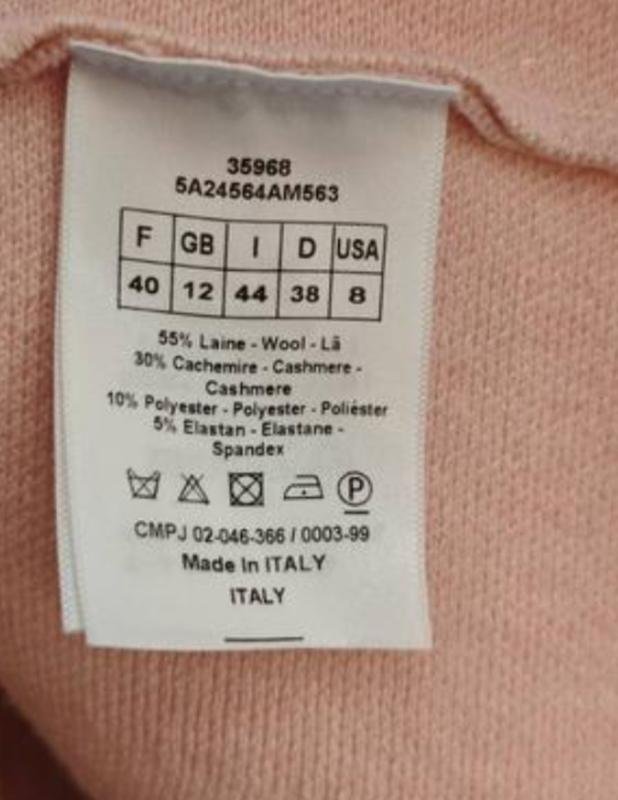 35968
5A24564AM563
F GB I D USA
40 12 44 38 8
55% Laine - Wool - Lã
30% Cachemire - Cashmere -
Cashmere
10% Polyester - Polyester - Poliéster
5% Elastan - Elastane -
Spandex
P
CMPJ 02-046-366 / 0003-99
Made In ITALY
ITALY